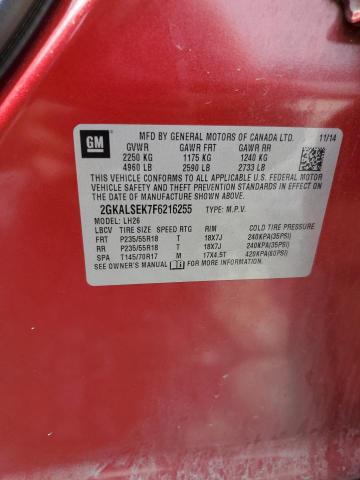 GM
MFD BY GENERAL MOTORS OF CANADA LTD. 11/14
GVWR GAWR FRT GAWR RR
2250 KG 1175 KG 1240 KG
4960 LB 2590 LB 2733 LB
THIS VEHICLE CONFORMS TO ALL APPLICABLE U.S. FEDERAL
MOTOR VEHICLE SAFETY, BUMPER, AND THEFT PREVENTION
STANDARDS IN EFFECT ON THE DATE OF MANUFACTURE SHOWN ABOVE.
2GKALSEK7F6216255 TYPE: M.P.V.
MODEL: LH26
LBCV TIRE SIZE SPEED RTG RIM COLD TIRE PRESSURE
FRT P235/55R18 T 18X7J 240KPA(35PSI)
RR P235/55R18 T 18X7J 240KPA(35PSI)
SPA T145/70R17 M 17X4.5T 420KPA(60PSI)
SEE OWNER'S MANUAL FOR ADDITIONAL INFORMATION